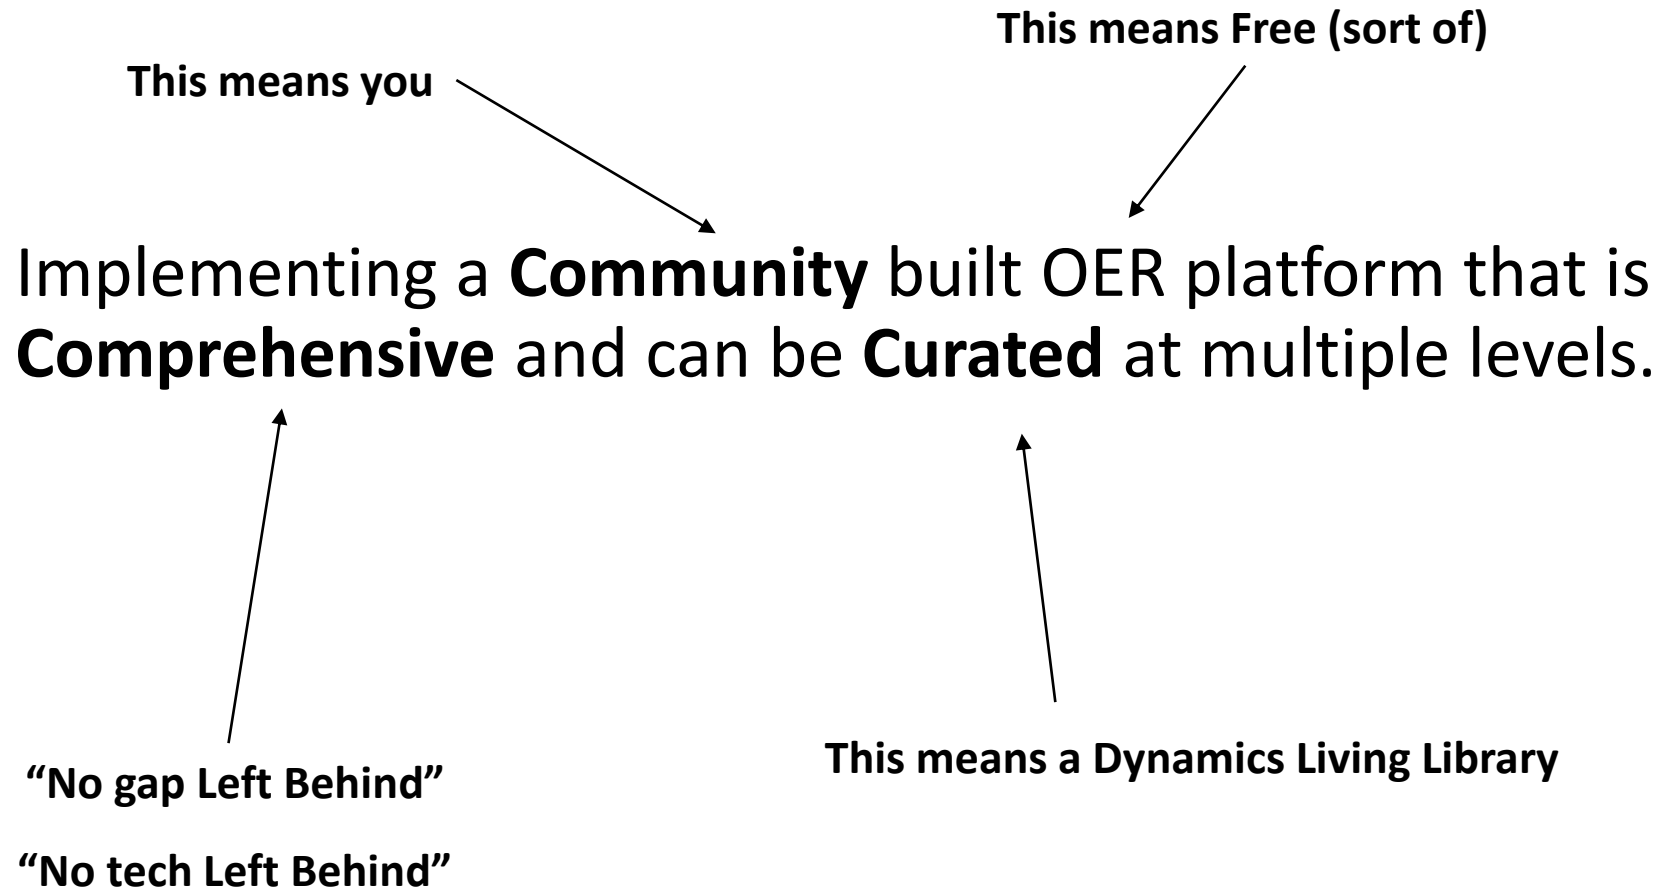 This means Free (sort of)
This means you
Implementing a Community built OER platform that is
Comprehensive and can be Curated at multiple levels.
This means a Dynamics Living Library
“No gap Left Behind”
“No tech Left Behind”